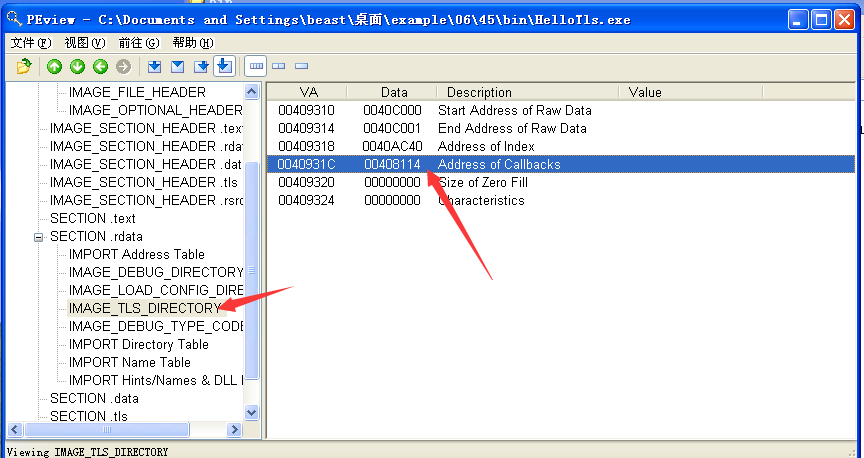 PEview - C:\Documents and Settings\beast\桌面\example\06\45\bin\HelloTls.exe
文件(F) 视图(V) 前往(G) 帮助(H)
VA Data Description Value
IMAGE_FILE_HEADER
IMAGE_OPTIONAL_HEADER
IMAGE_SECTION_HEADER .tex
IMAGE_SECTION_HEADER .rda
IMAGE_SECTION_HEADER .dat
IMAGE_SECTION_HEADER .tls
IMAGE_SECTION_HEADER .rsrc
SECTION .text
SECTION .rdata
IMPORT Address Table
IMAGE_DEBUG_DIRECTORY
IMAGE_LOAD_CONFIG_DIRE
IMAGE_TLS_DIRECTORY
IMAGE_DEBUG_TYPE_CODE
IMPORT Directory Table
IMPORT Name Table
IMPORT Hints/Names & DLL
SECTION .data
SECTION .tls
00409310 0040C000 Start Address of Raw Data
00409314 0040C001 End Address of Raw Data
00409318 0040AC40 Address of Index
0040931C 00408114 Address of Callbacks
00409320 00000000 Size of Zero Fill
00409324 00000000 Characteristics
Viewing IMAGE_TLS_DIRECTORY